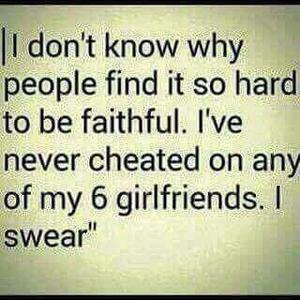 I don't know why
people find it so hard
to be faithful. I've
never cheated on any
of my 6 girlfriends. I
swear"